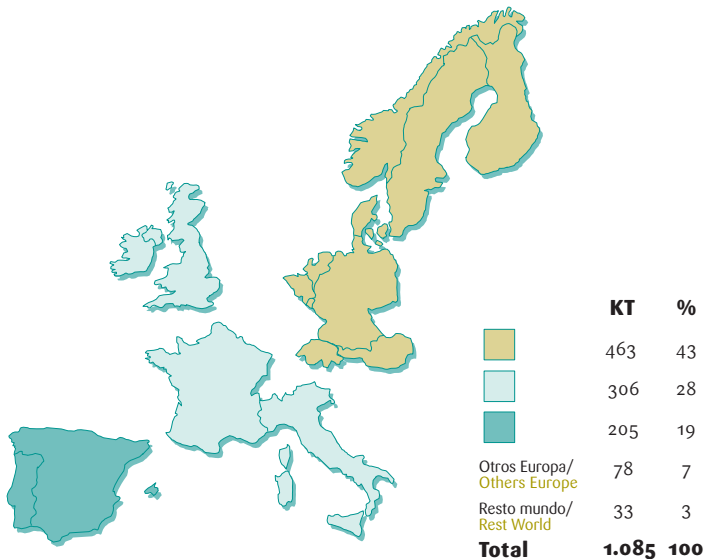 KT %
463 43
306 28
205 19
Otros Europa/
Others Europe 78 7
Resto mundo/
Rest World 33 3
Total 1.085 100